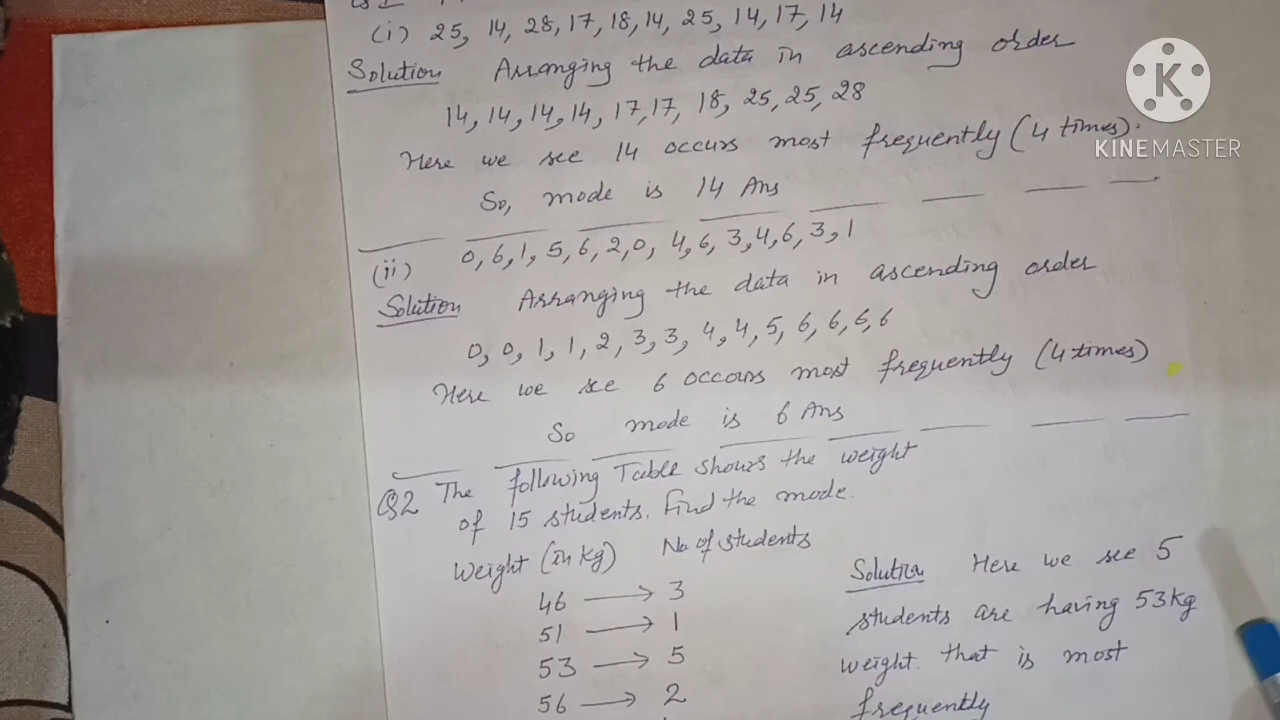 (i) 25, 14, 28, 17, 18, 14, 25, 14, 17, 14
Solution Arranging the data in ascending order
14, 14, 14, 14, 17, 17, 18, 25, 25, 28
Here we see 14 occurs most frequently (4 times).
So, mode is 14 Ans
(ii) 0, 6, 1, 5, 6, 2, 0, 4, 6, 3, 4, 6, 3, 1
Solution Arranging the data in ascending order
0, 0, 1, 1, 2, 3, 3, 4, 4, 5, 6, 6, 6, 6
Here we see 6 occurs most frequently (4 times)
So mode is 6 Ans
Q2 The following Table shows the weight
of 15 students. Find the mode.
Weight (in kg) No of students
46 → 3
51 → 1
53 → 5
56 → 2
Solution Here we see 5
students are having 53kg
weight. that is most
frequently
K
KINEMASTER